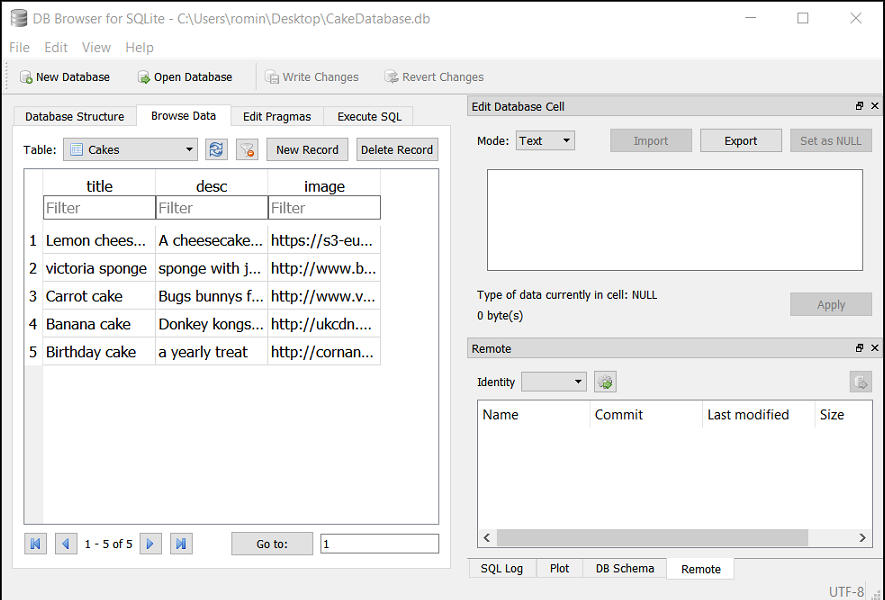 DB Browser for SQLite - C:\Users\romin\Desktop\CakeDatabase.db
File Edit View Help
New Database Open Database Write Changes Revert Changes
Database Structure Browse Data Edit Pragmas Execute SQL
Table: Cakes New Record Delete Record
title desc image
Filter Filter Filter
1 Lemon chees... A cheesecake... https://s3-eu...
2 victoria sponge sponge with j... http://www.b...
3 Carrot cake Bugs bunnys f... http://www.v...
4 Banana cake Donkey kongs... http://ukcdn....
5 Birthday cake a yearly treat http://cornan...
1 - 5 of 5 Go to: 1
Edit Database Cell
Mode: Text Import Export Set as NULL
Type of data currently in cell: NULL
0 byte(s)
Apply
Remote
Identity
Name Commit Last modified Size
SQL Log Plot DB Schema Remote
UTF-8